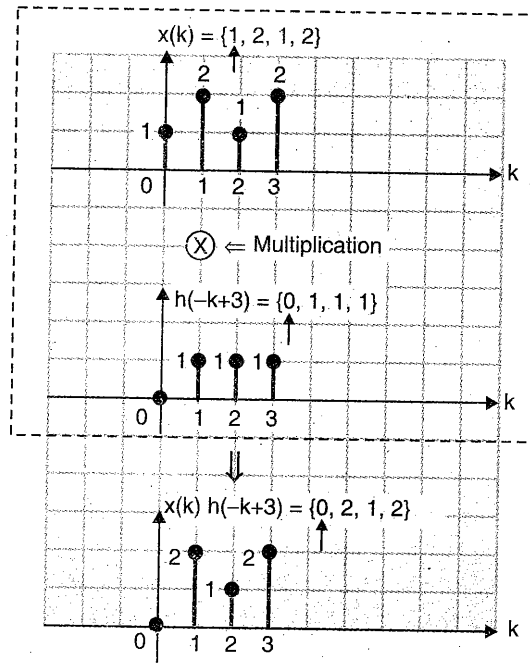 x(k) = {1, 2, 1, 2}
2 2
1 1
0 1 2 3 k
X ⇐ Multiplication
h(-k+3) = {0, 1, 1, 1}
1 1 1
0 1 2 3 k
x(k) h(-k+3) = {0, 2, 1, 2}
2 2
1
0 1 2 3 k